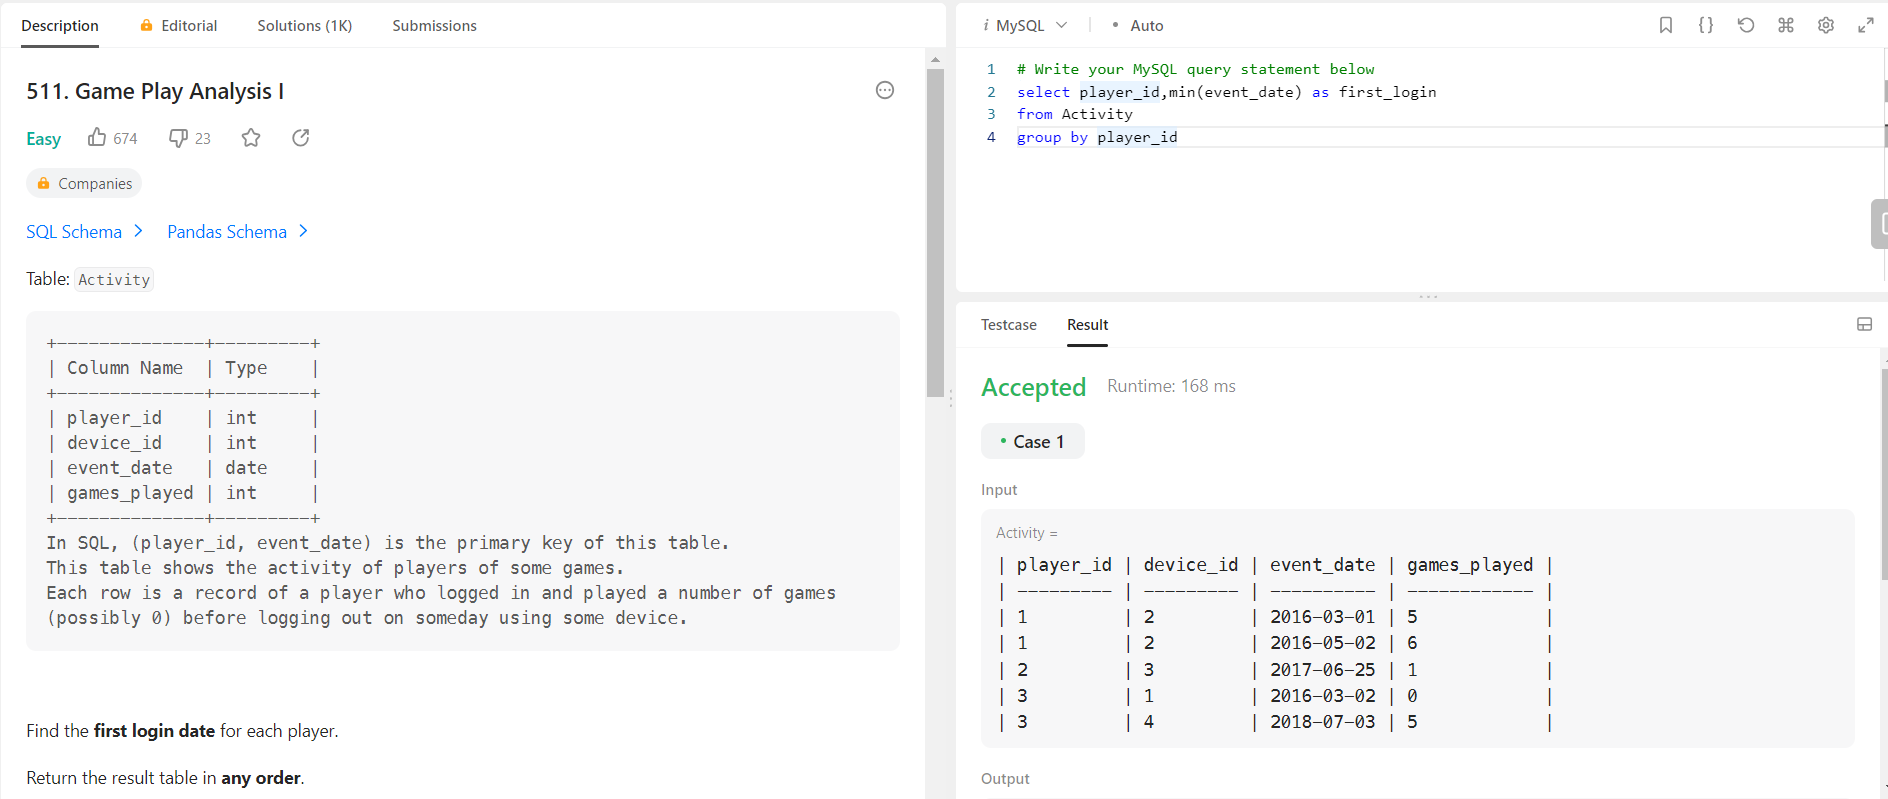 Description Editorial Solutions (1K) Submissions
511. Game Play Analysis I
Easy 674 23
Companies
SQL Schema Pandas Schema
Table: Activity
+--------------+---------+
| Column Name  | Type    |
+--------------+---------+
| player_id    | int     |
| device_id    | int     |
| event_date   | date    |
| games_played | int     |
+--------------+---------+
In SQL, (player_id, event_date) is the primary key of this table.
This table shows the activity of players of some games.
Each row is a record of a player who logged in and played a number of games
(possibly 0) before logging out on someday using some device.
Find the first login date for each player.
Return the result table in any order.
i MySQL • Auto
1 # Write your MySQL query statement below
2 select player_id,min(event_date) as first_login
3 from Activity
4 group by player_id
Testcase Result
Accepted Runtime: 168 ms
• Case 1
Input
Activity =
| player_id | device_id | event_date | games_played |
| --------- | --------- | ---------- | ------------ |
| 1         | 2         | 2016-03-01 | 5            |
| 1         | 2         | 2016-05-02 | 6            |
| 2         | 3         | 2017-06-25 | 1            |
| 3         | 1         | 2016-03-02 | 0            |
| 3         | 4         | 2018-07-03 | 5            |
Output